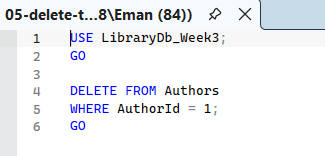 05-delete-t...8\Eman (84))
1 USE LibraryDb_Week3;
2 GO
3
4 DELETE FROM Authors
5 WHERE AuthorId = 1;
6 GO